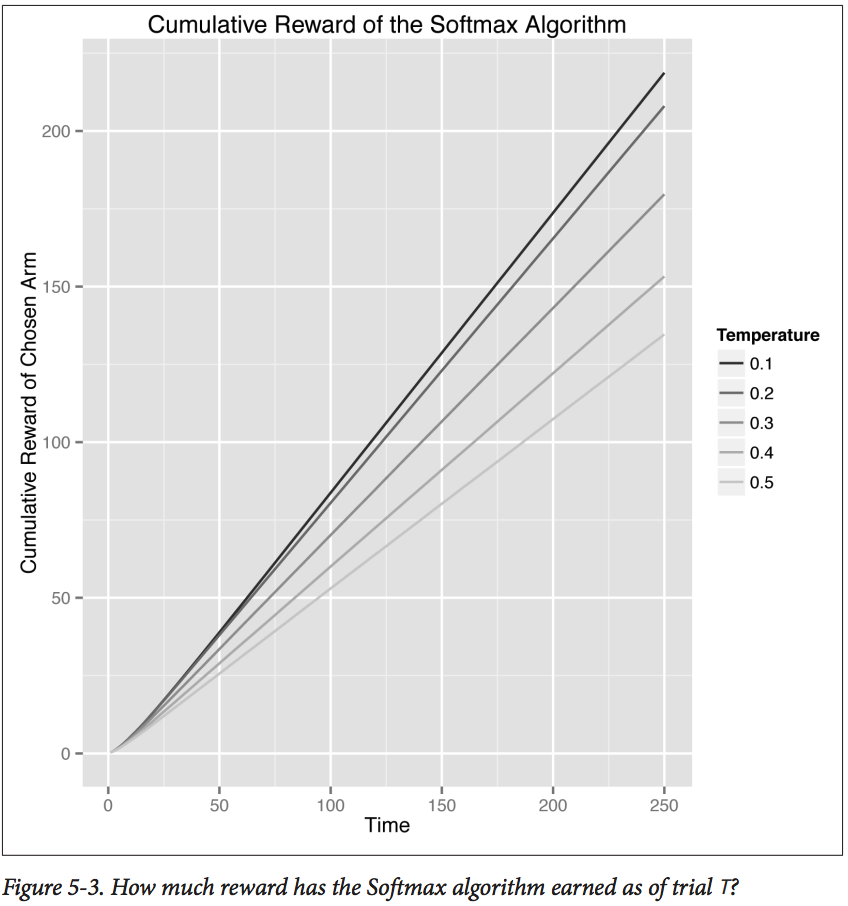 Cumulative Reward of the Softmax Algorithm
200
150
100
50
0
Cumulative Reward of Chosen Arm
0 50 100 150 200 250
Time
Temperature
0.1
0.2
0.3
0.4
0.5
Figure 5-3. How much reward has the Softmax algorithm earned as of trial T?